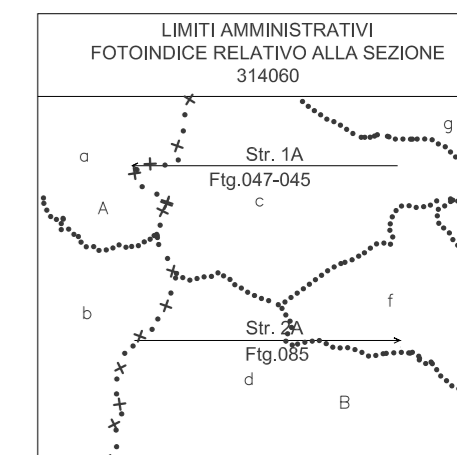 LIMITI AMMINISTRATIVI
FOTOINDICE RELATIVO ALLA SEZIONE
314060
g
a
Str. 1A
Ftg.047-045
c
A
b
f
Str. 2A
Ftg.085
d
B